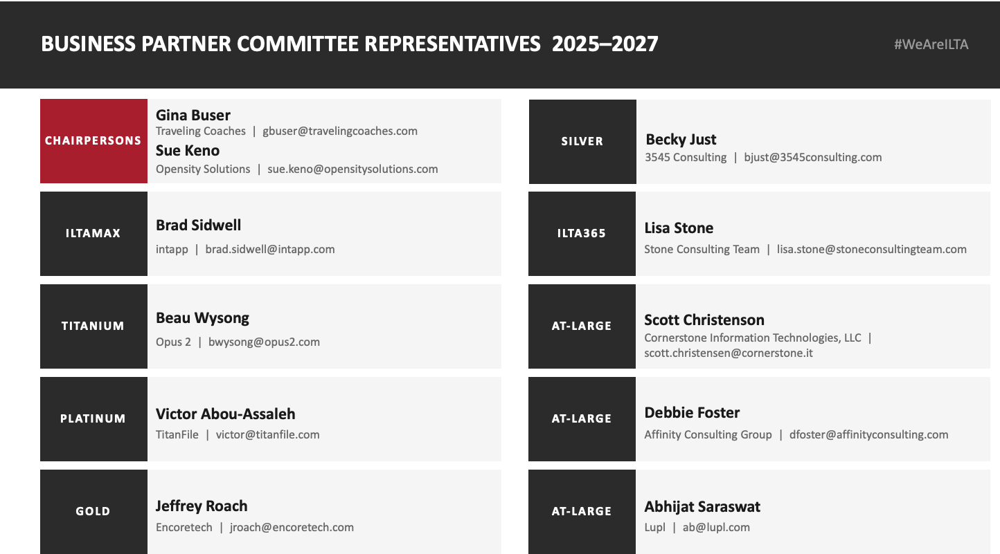 BUSINESS PARTNER COMMITTEE REPRESENTATIVES 2025–2027
#WeAreILTA
CHAIRPERSONS
Gina Buser
Traveling Coaches | gbuser@travelingcoaches.com
Sue Keno
Opensity Solutions | sue.keno@opensitysolutions.com
ILTAMAX
Brad Sidwell
intapp | brad.sidwell@intapp.com
TITANIUM
Beau Wysong
Opus 2 | bwysong@opus2.com
PLATINUM
Victor Abou-Assaleh
TitanFile | victor@titanfile.com
GOLD
Jeffrey Roach
Encoretech | jroach@encoretech.com
SILVER
Becky Just
3545 Consulting | bjust@3545consulting.com
ILTA365
Lisa Stone
Stone Consulting Team | lisa.stone@stoneconsultingteam.com
AT-LARGE
Scott Christenson
Cornerstone Information Technologies, LLC |
scott.christensen@cornerstone.it
AT-LARGE
Debbie Foster
Affinity Consulting Group | dfoster@affinityconsulting.com
AT-LARGE
Abhijat Saraswat
Lupl | ab@lupl.com